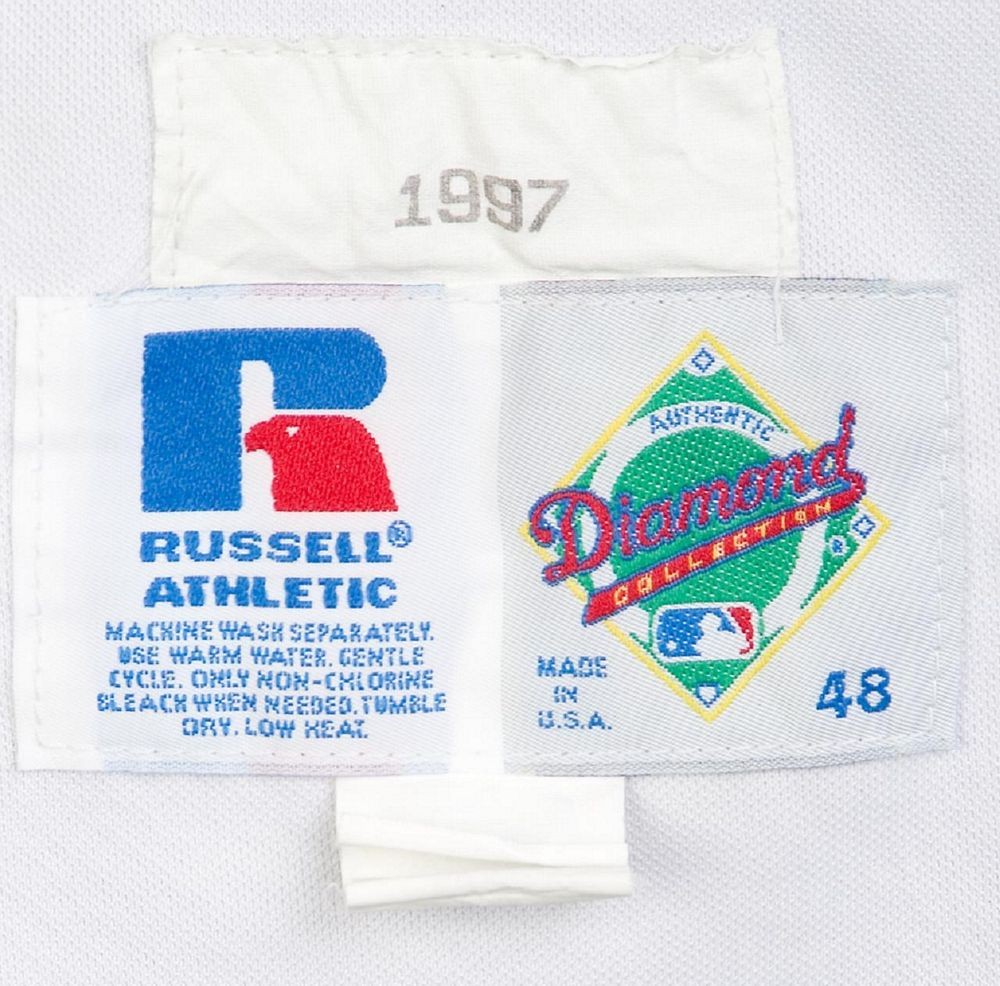 1997
RUSSELL®
ATHLETIC
MACHINE WASH SEPARATELY.
USE WARM WATER. GENTLE
CYCLE. ONLY NON-CHLORINE
BLEACH WHEN NEEDED. TUMBLE
DRY. LOW HEAT.
AUTHENTIC
Diamond
COLLECTION
MADE
IN
U.S.A.
48